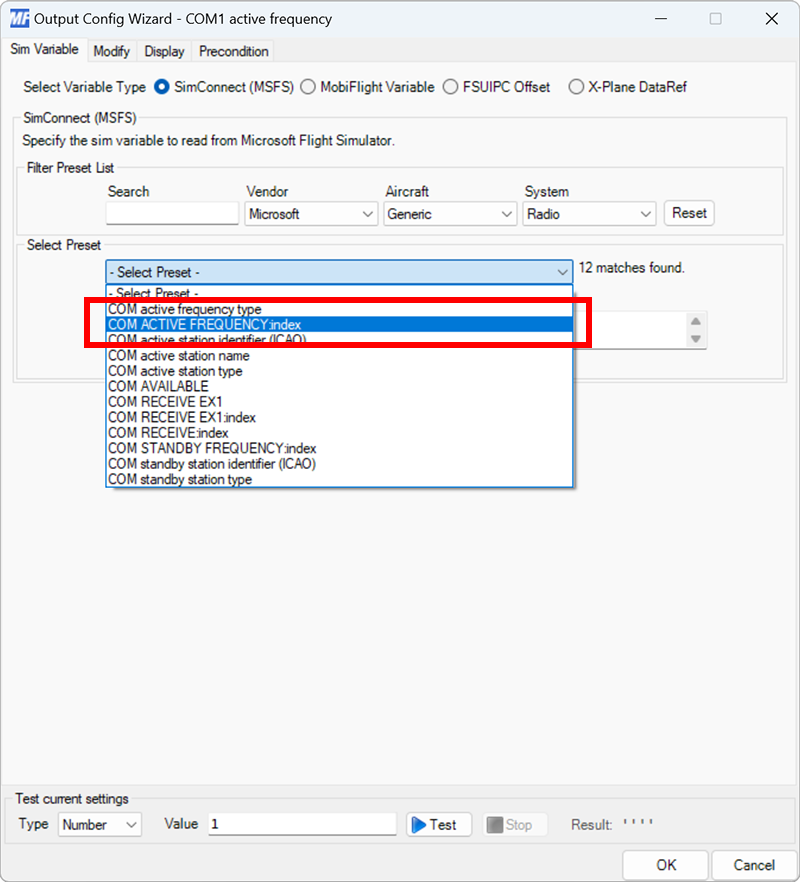 MF Output Config Wizard - COM1 active frequency
Sim Variable Modify Display Precondition
Select Variable Type SimConnect (MSFS) MobiFlight Variable FSUIPC Offset X-Plane DataRef
SimConnect (MSFS)
Specify the sim variable to read from Microsoft Flight Simulator.
Filter Preset List
Search Vendor Aircraft System
Microsoft Generic Radio Reset
Select Preset
- Select Preset - 12 matches found.
- Select Preset -
COM active frequency type
COM ACTIVE FREQUENCY:index
COM active station identifier (ICAO)
COM active station name
COM active station type
COM AVAILABLE
COM RECEIVE EX1
COM RECEIVE EX1:index
COM RECEIVE:index
COM STANDBY FREQUENCY:index
COM standby station identifier (ICAO)
COM standby station type
Test current settings
Type Number Value 1 Test Stop Result: ' ' ' '
OK Cancel